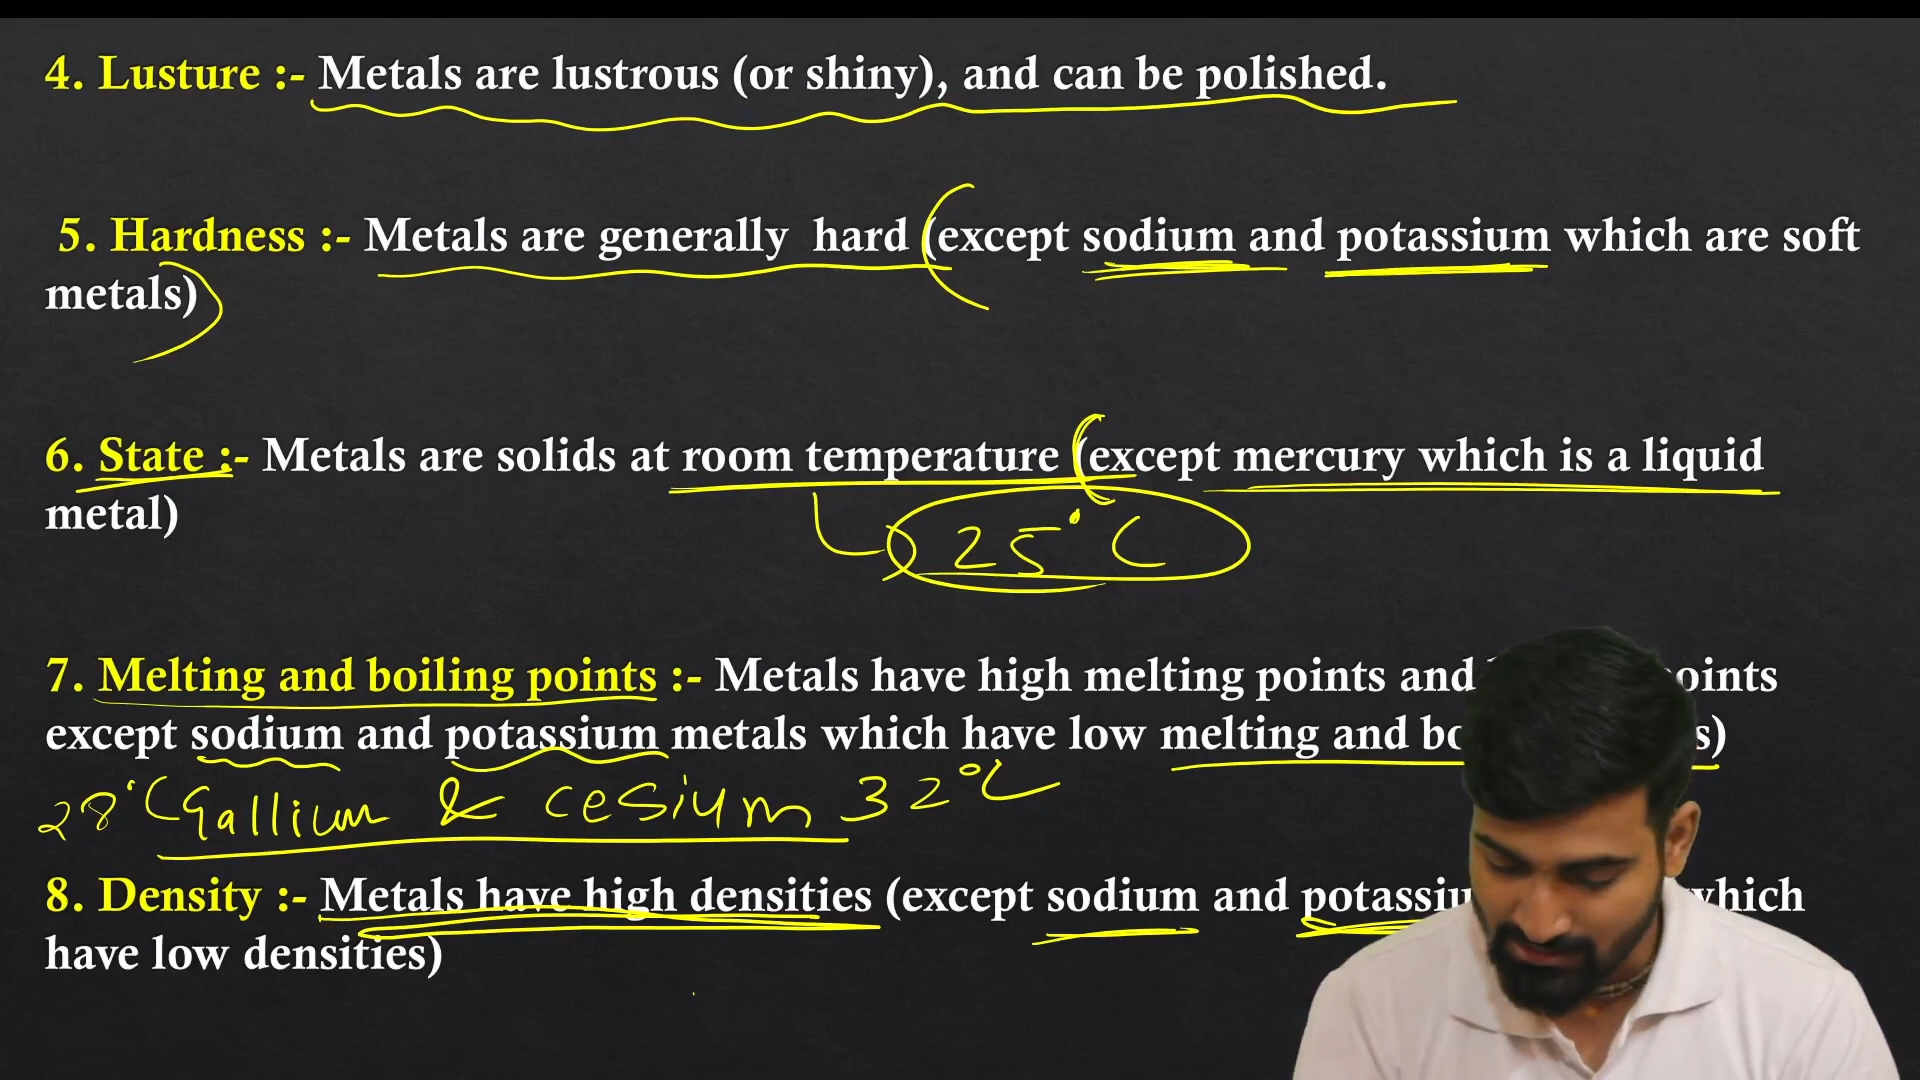 4. Lusture :- Metals are lustrous (or shiny), and can be polished.
5. Hardness :- Metals are generally hard (except sodium and potassium which are soft
metals)
6. State :- Metals are solids at room temperature (except mercury which is a liquid
metal)
25°C
7. Melting and boiling points :- Metals have high melting points and
except sodium and potassium metals which have low melting and
28°C Gallium & cesium 32°C
8. Density :- Metals have high densities (except sodium and which
have low densities)